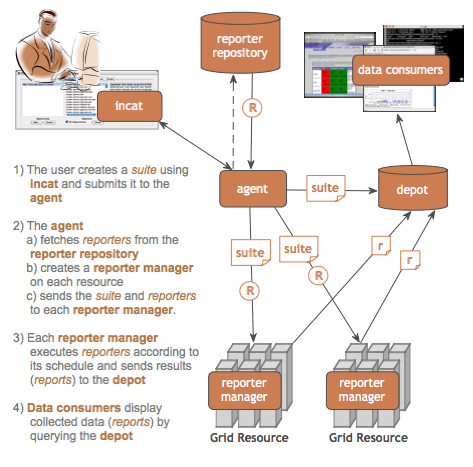 reporter
repository
data consumers
incat
R
agent
suite
depot
1) The user creates a suite using
incat and submits it to the
agent
2) The agent
a) fetches reporters from the
reporter repository
b) creates a reporter manager
on each resource
c) sends the suite and reporters
to each reporter manager.
3) Each reporter manager
executes reporters according to
its schedule and sends results
(reports) to the depot
4) Data consumers display
collected data (reports) by
querying the depot
suite
suite
r
r
R
R
reporter
manager
reporter
manager
Grid Resource
Grid Resource